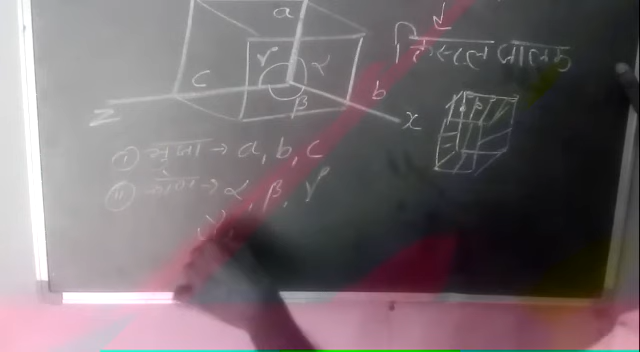 a
γ α
c b
β
z
x
क्रिस्टल जालक
(i) भुजा → a, b, c
(ii) कोण → α, β, γ